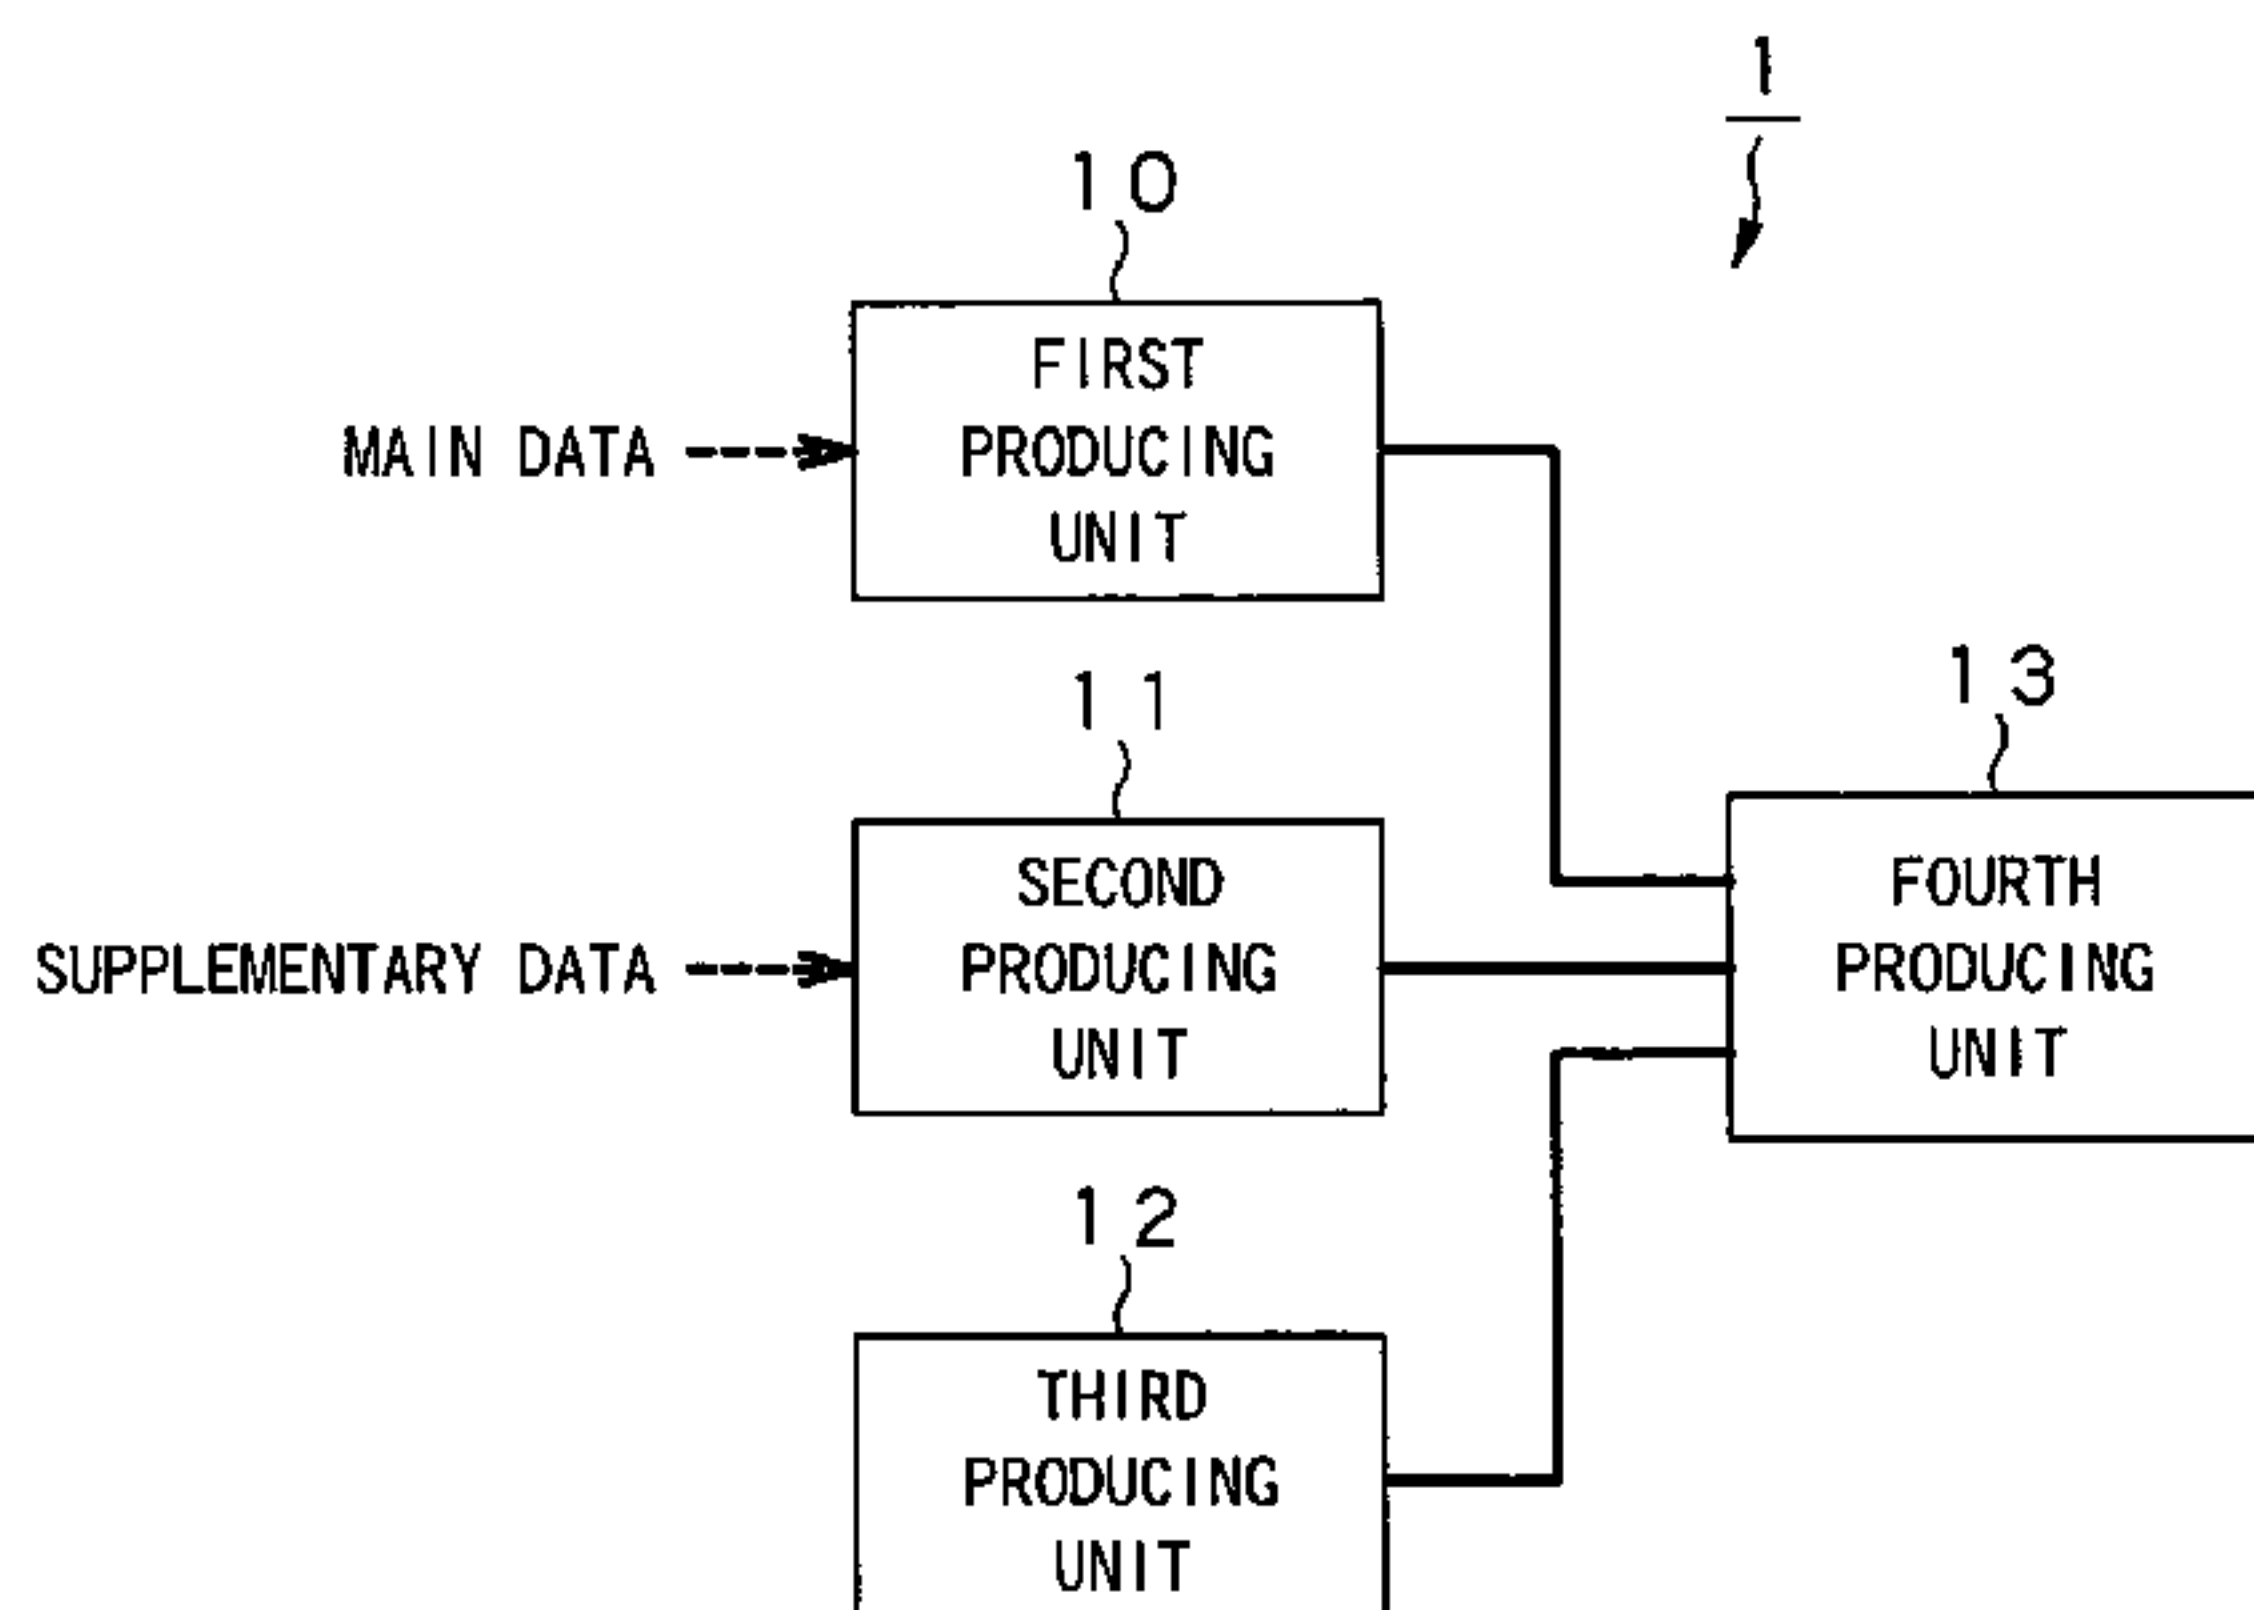 1
10
FIRST
PRODUCING
UNIT
MAIN DATA
11
SECOND
PRODUCING
UNIT
SUPPLEMENTARY DATA
13
FOURTH
PRODUCING
UNIT
12
THIRD
PRODUCING
UNIT